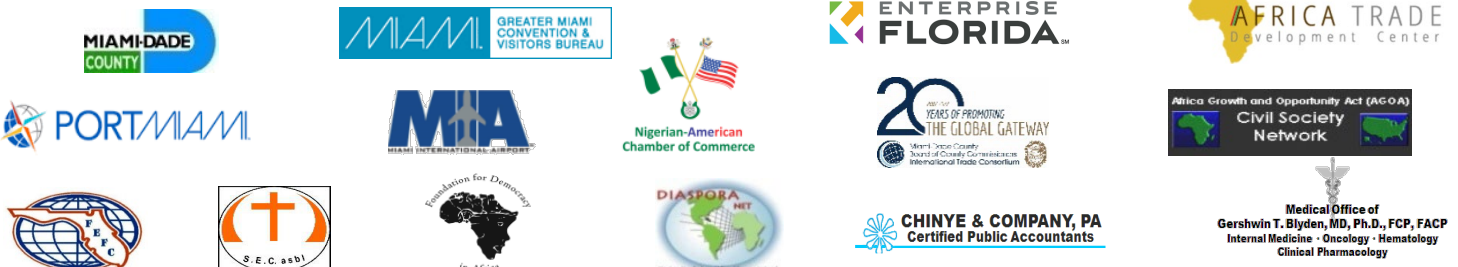 MIAMI-DADE
COUNTY
MIAMI.
GREATER MIAMI
CONVENTION &
VISITORS BUREAU
Nigerian-American
Chamber of Commerce
ENTERPRISE
FLORIDA
SM
AFRICA TRADE
Development Center
PORTMIAMI
MIA
MIAMI INTERNATIONAL AIRPORT
20
YEARS OF PROMOTING
THE GLOBAL GATEWAY
Miami-Dade County
Board of County Commissioners
International Trade Consortium
Africa Growth and Opportunity Act (AGOA)
Civil Society
Network
FEFC
S.E.C. asbl
Foundation for Democracy
in Africa
DIASPORA
NET
CHINYE & COMPANY, PA
Certified Public Accountants
Medical Office of
Gershwin T. Blyden, MD, Ph.D., FCP, FACP
Internal Medicine · Oncology · Hematology
Clinical Pharmacology